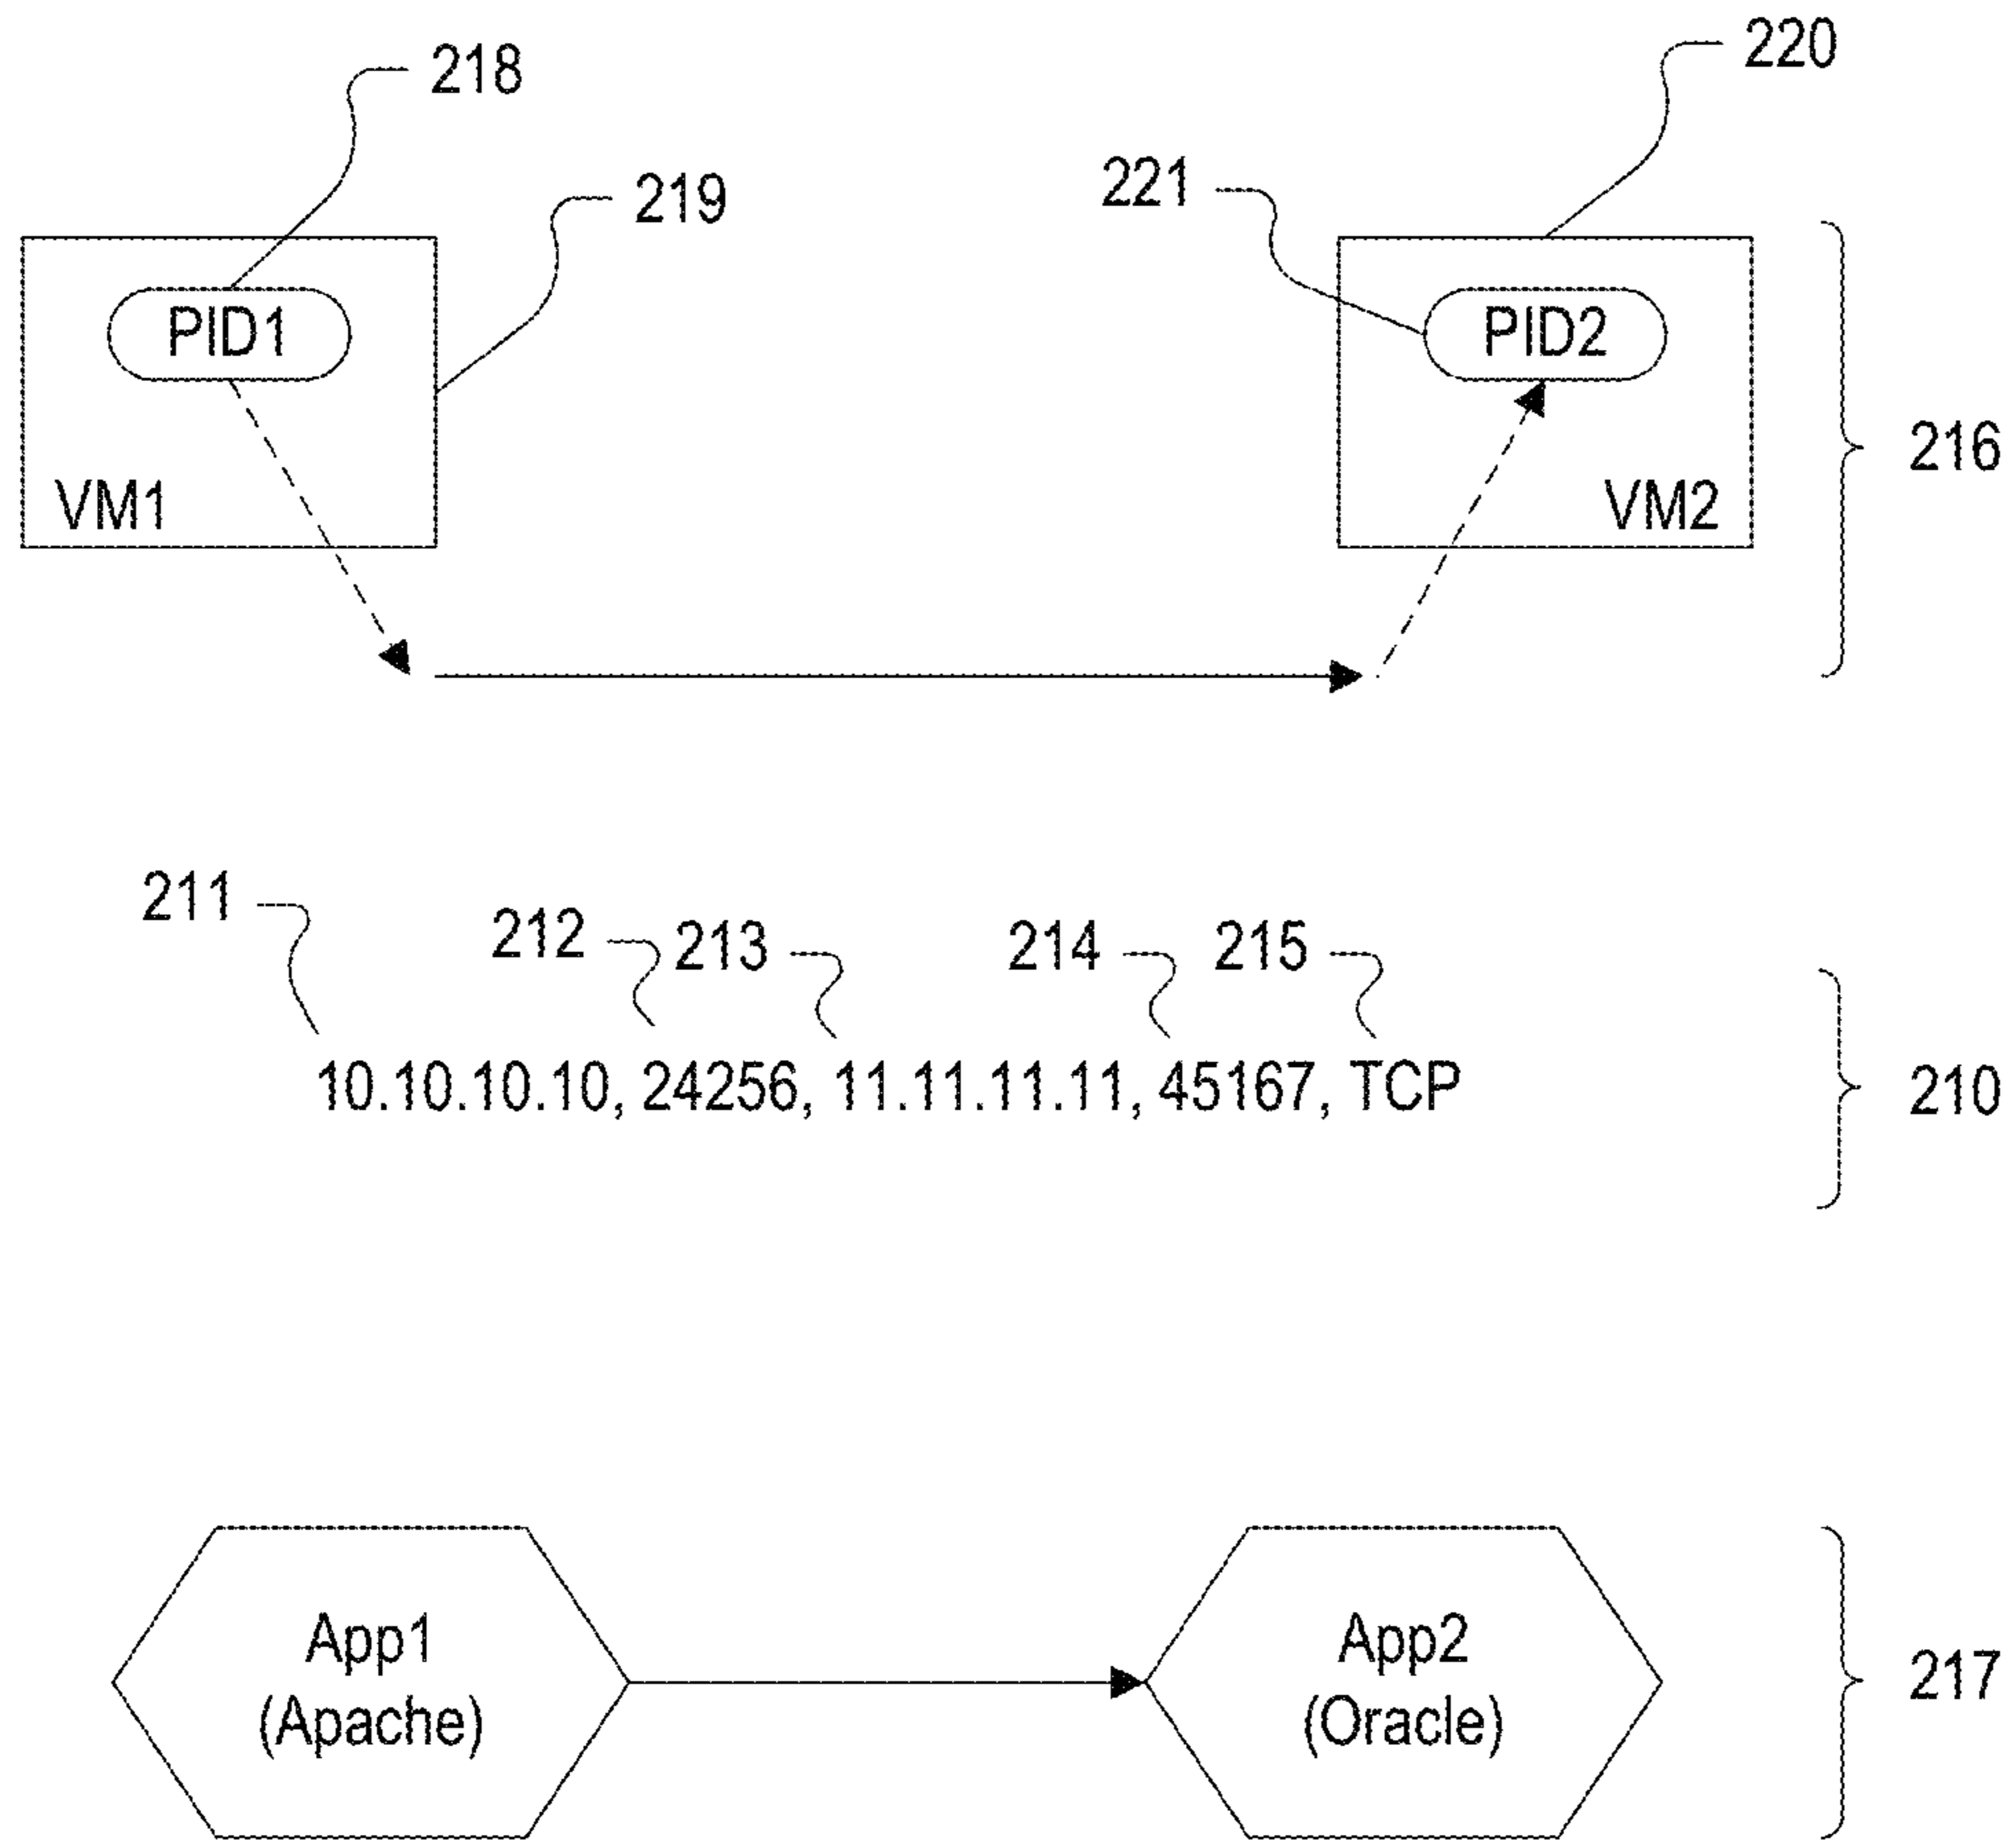 220
218
221
219
PID1
PID2
216
VM1
VM2
211
212
213
214
215
10.10.10.10, 24256, 11.11.11.11, 45167, TCP
210
App1
(Apache)
App2
(Oracle)
217